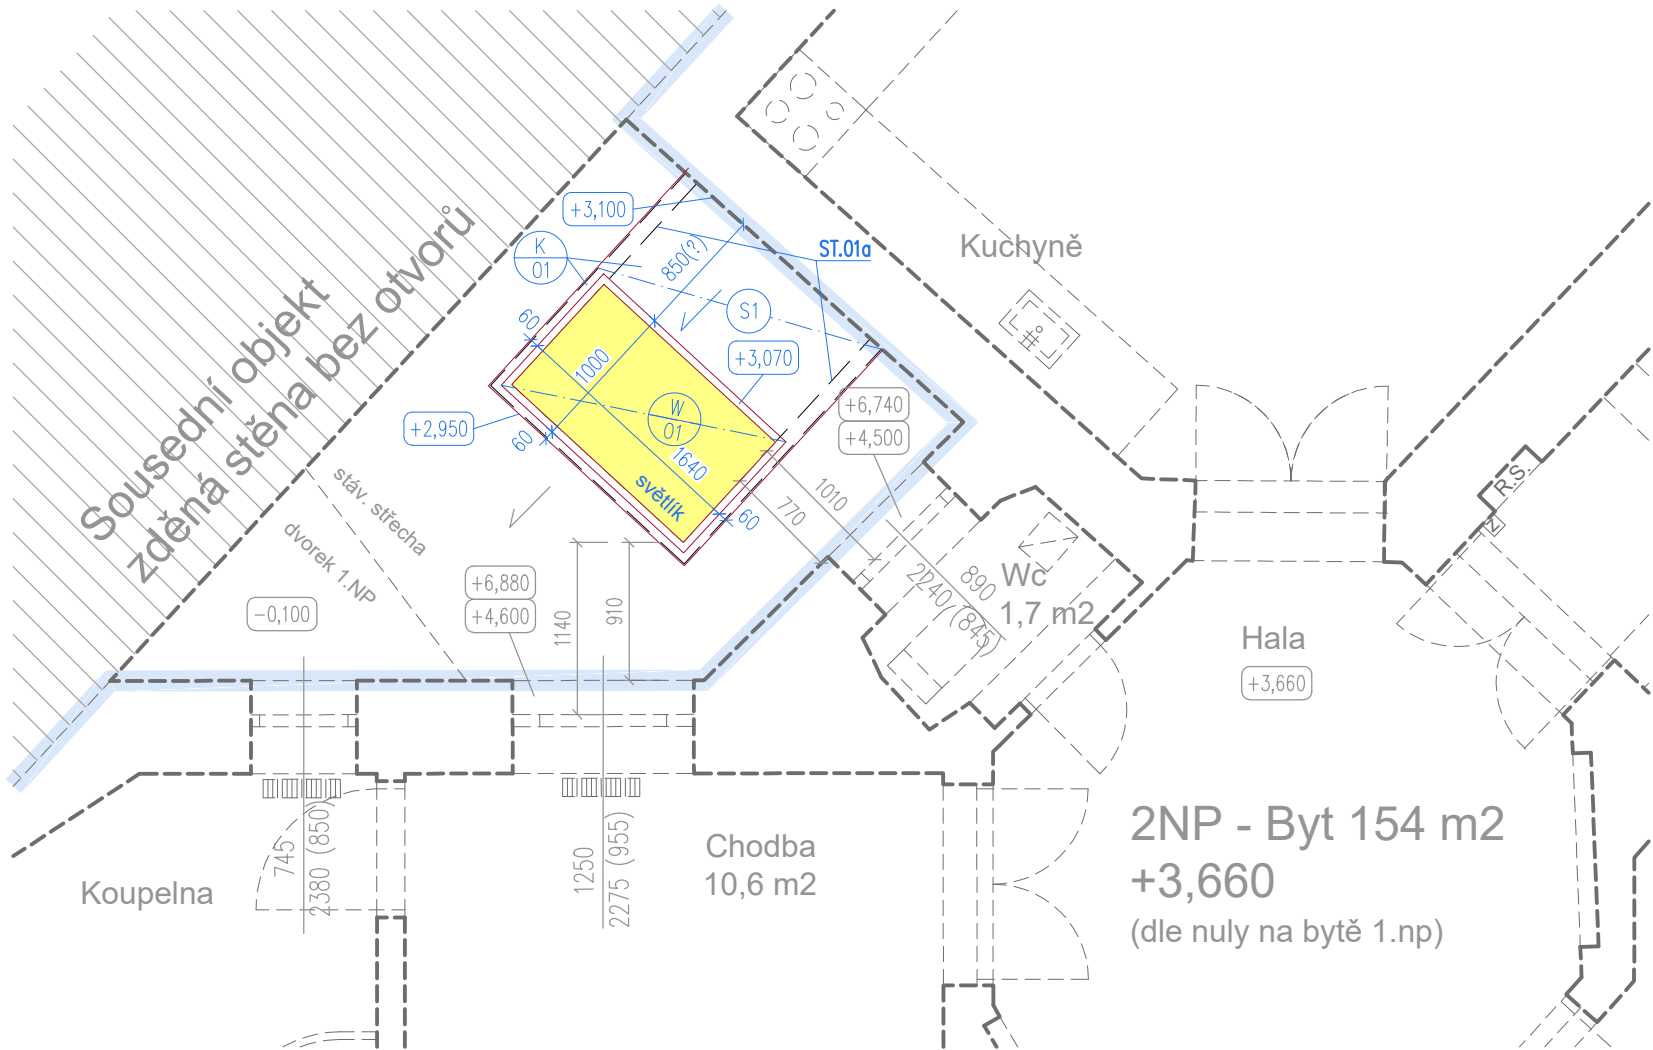 Sousední objekt
zděná stěna bez otvorů
+3,100
K
01
850(?)
ST.01a
S1
+3,070
60
1000
W
01
1640
světlík
60
60
+2,950
+6,740
+4,500
Kuchyně
R.S.
Z
stáv. střecha
dvorek 1.NP
-0,100
+6,880
+4,600
1140
910
1010
770
890
2240(1845)
Wc
1,7 m2
Hala
+3,660
745
2380 (850)
1250
2275 (955)
Koupelna
Chodba
10,6 m2
2NP - Byt 154 m2
+3,660
(dle nuly na bytě 1.np)